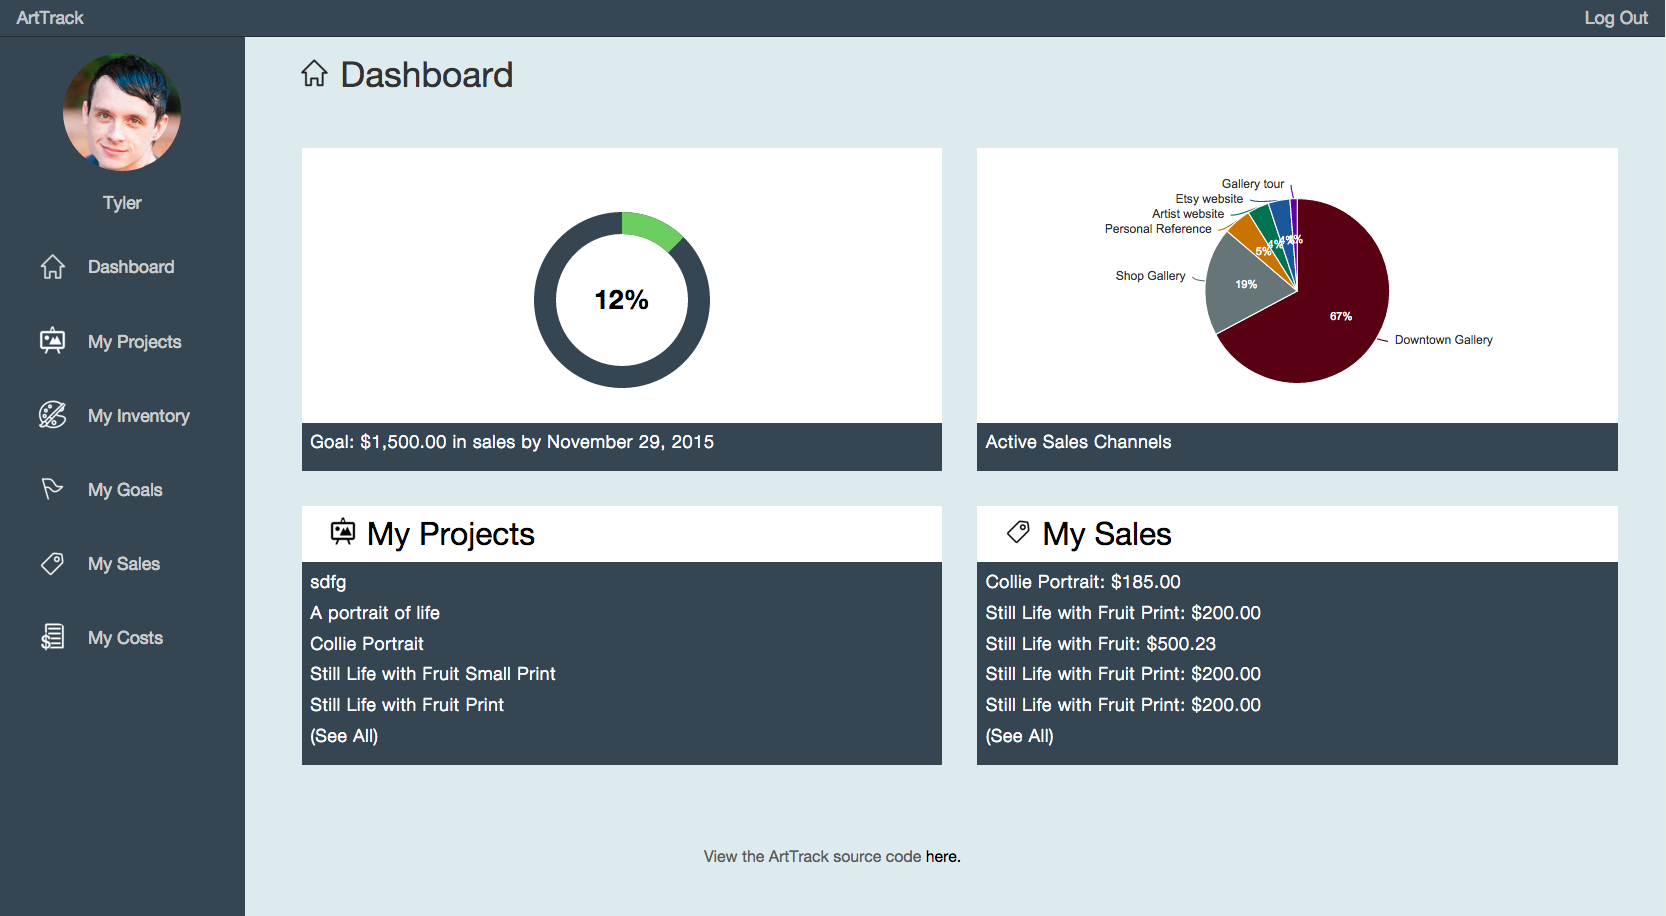 ArtTrack
Log Out
Tyler
Dashboard
My Projects
My Inventory
My Goals
My Sales
My Costs
Dashboard
12%
Goal: $1,500.00 in sales by November 29, 2015
Gallery tour
Etsy website
Artist website
Personal Reference
Shop Gallery
Downtown Gallery
5%
4%
4%
19%
67%
Active Sales Channels
My Projects
sdfg
A portrait of life
Collie Portrait
Still Life with Fruit Small Print
Still Life with Fruit Print
(See All)
My Sales
Collie Portrait: $185.00
Still Life with Fruit Print: $200.00
Still Life with Fruit: $500.23
Still Life with Fruit Print: $200.00
Still Life with Fruit Print: $200.00
(See All)
View the ArtTrack source code here.